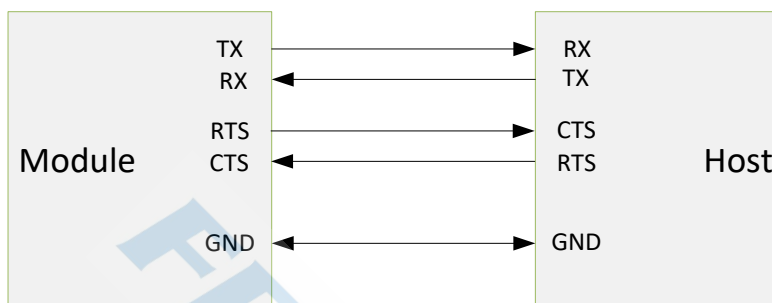 TX RX
RX TX
RTS CTS
Module CTS RTS Host
GND GND